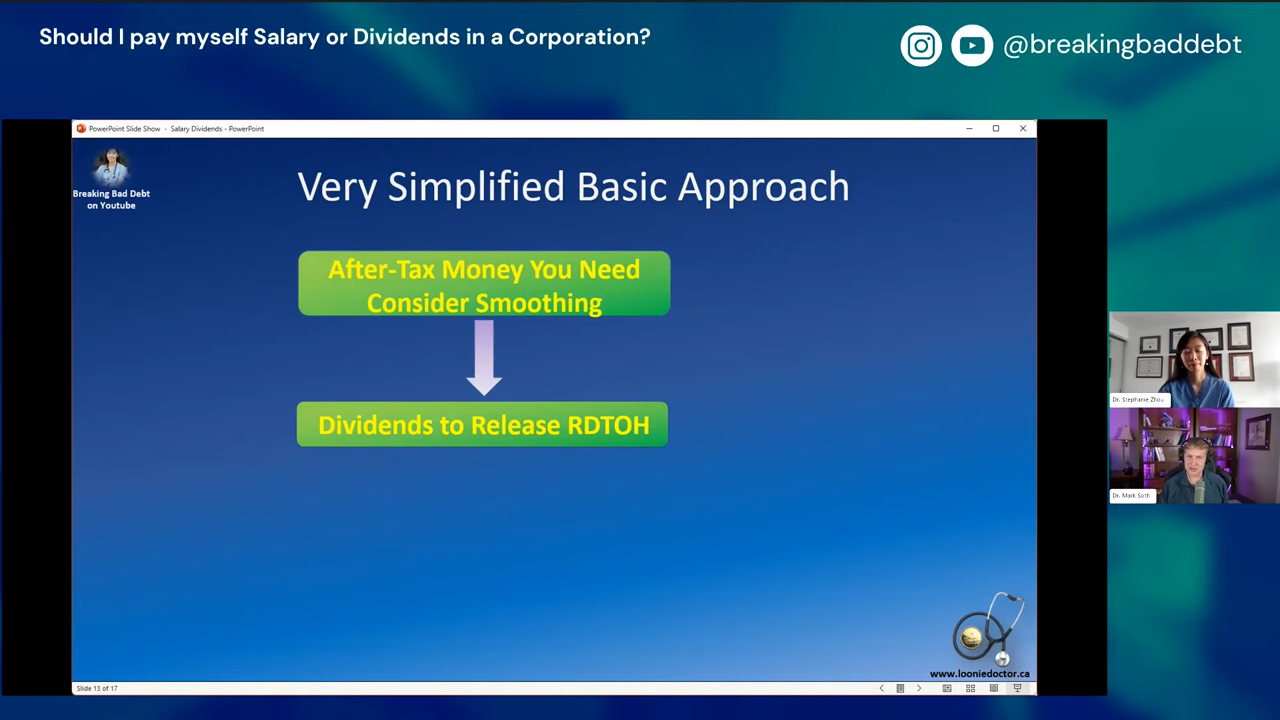 Should I pay myself Salary or Dividends in a Corporation?
@breakingbaddebt
PowerPoint Slide Show - Salary Dividends - PowerPoint
Breaking Bad Debt
on Youtube
Very Simplified Basic Approach
After-Tax Money You Need
Consider Smoothing
Dividends to Release RDTOH
Dr. Stephanie Zhou
Dr. Mark Soth
www.looniedoctor.ca
Slide 13 of 17